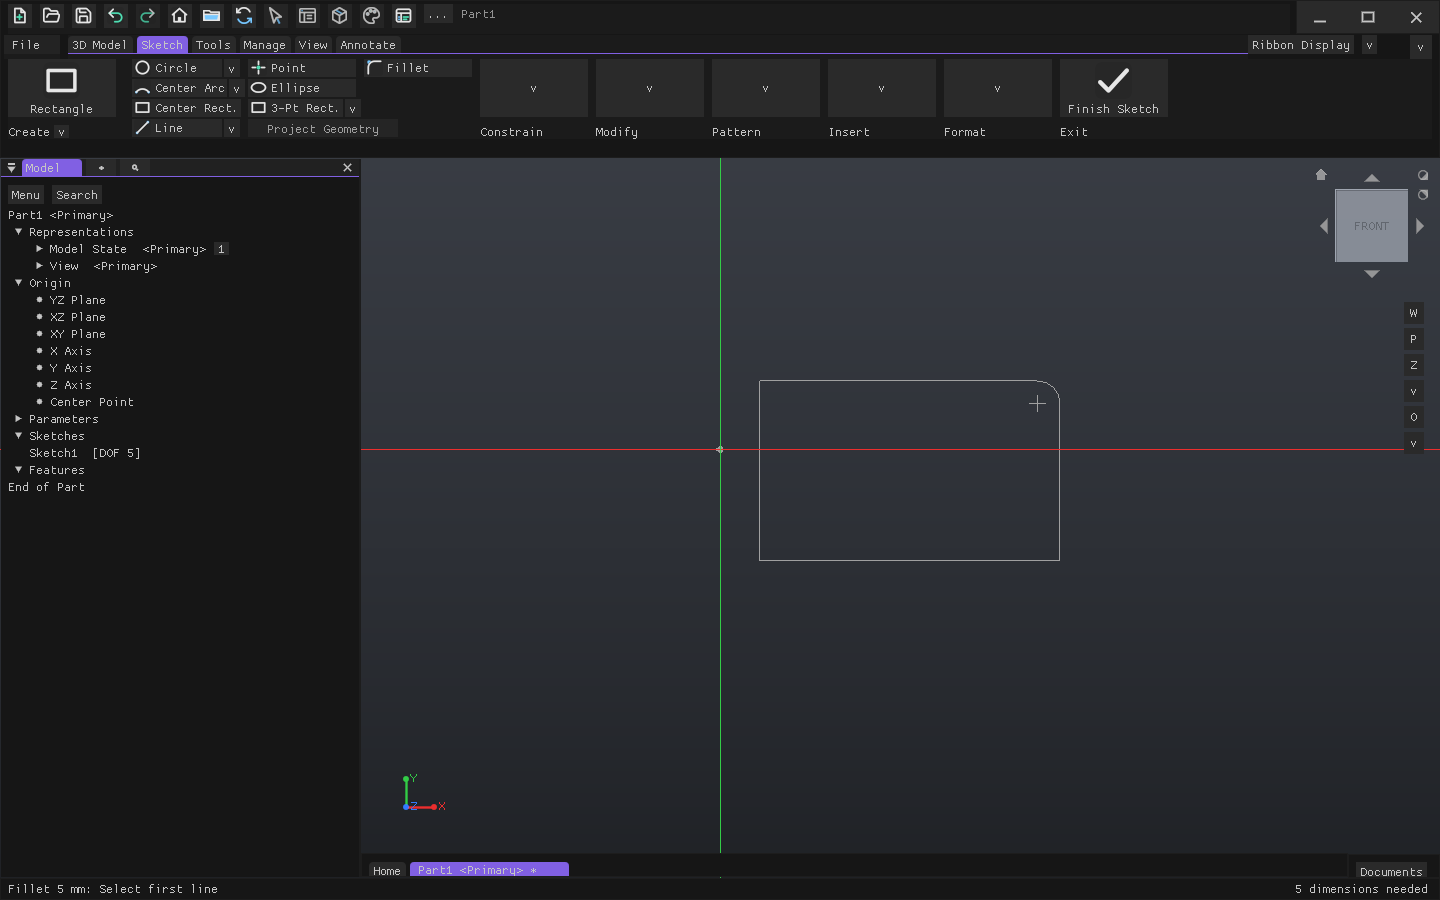 ... Part1
File 3D Model Sketch Tools Manage View Annotate Ribbon Display v v
Circle v Point Fillet
Center Arc v Ellipse v v v v v
Rectangle Center Rect. 3-Pt Rect. v Finish Sketch
Create v Line v Project Geometry Constrain Modify Pattern Insert Format Exit
Model
Menu Search
Part1 <Primary>
Representations
Model State <Primary> 1
View <Primary>
Origin
YZ Plane
XZ Plane
XY Plane
X Axis
Y Axis
Z Axis
Center Point
Parameters
Sketches
Sketch1 [DOF 5]
Features
End of Part
FRONT
W
P
Z
v
O
v
Y
Z X
Home Part1 <Primary> * Documents
Fillet 5 mm: Select first line 5 dimensions needed